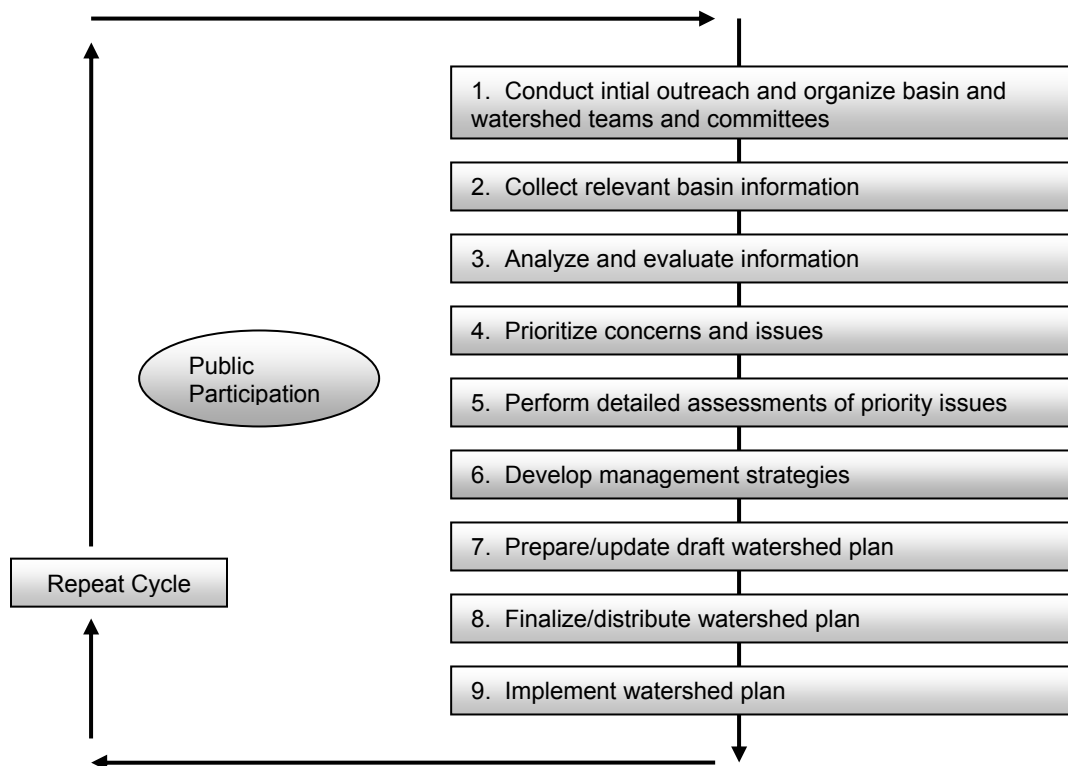 1. Conduct intial outreach and organize basin and
watershed teams and committees
2. Collect relevant basin information
3. Analyze and evaluate information
4. Prioritize concerns and issues
Public
Participation
5. Perform detailed assessments of priority issues
6. Develop management strategies
7. Prepare/update draft watershed plan
Repeat Cycle
8. Finalize/distribute watershed plan
9. Implement watershed plan